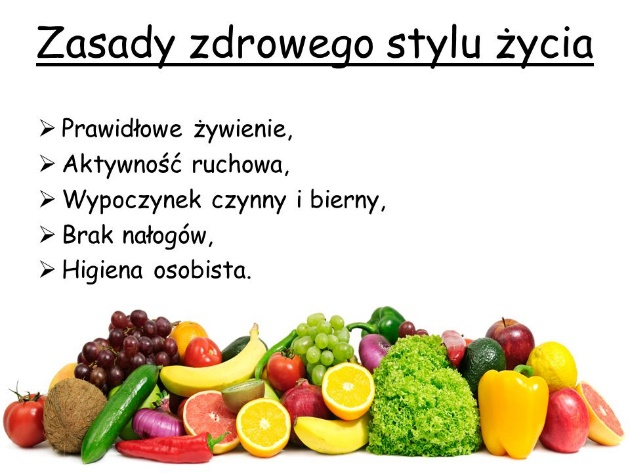 Zasady zdrowego stylu życia
➢ Prawidłowe żywienie,
➢ Aktywność ruchowa,
➢ Wypoczynek czynny i bierny,
➢ Brak nałogów,
➢ Higiena osobista.